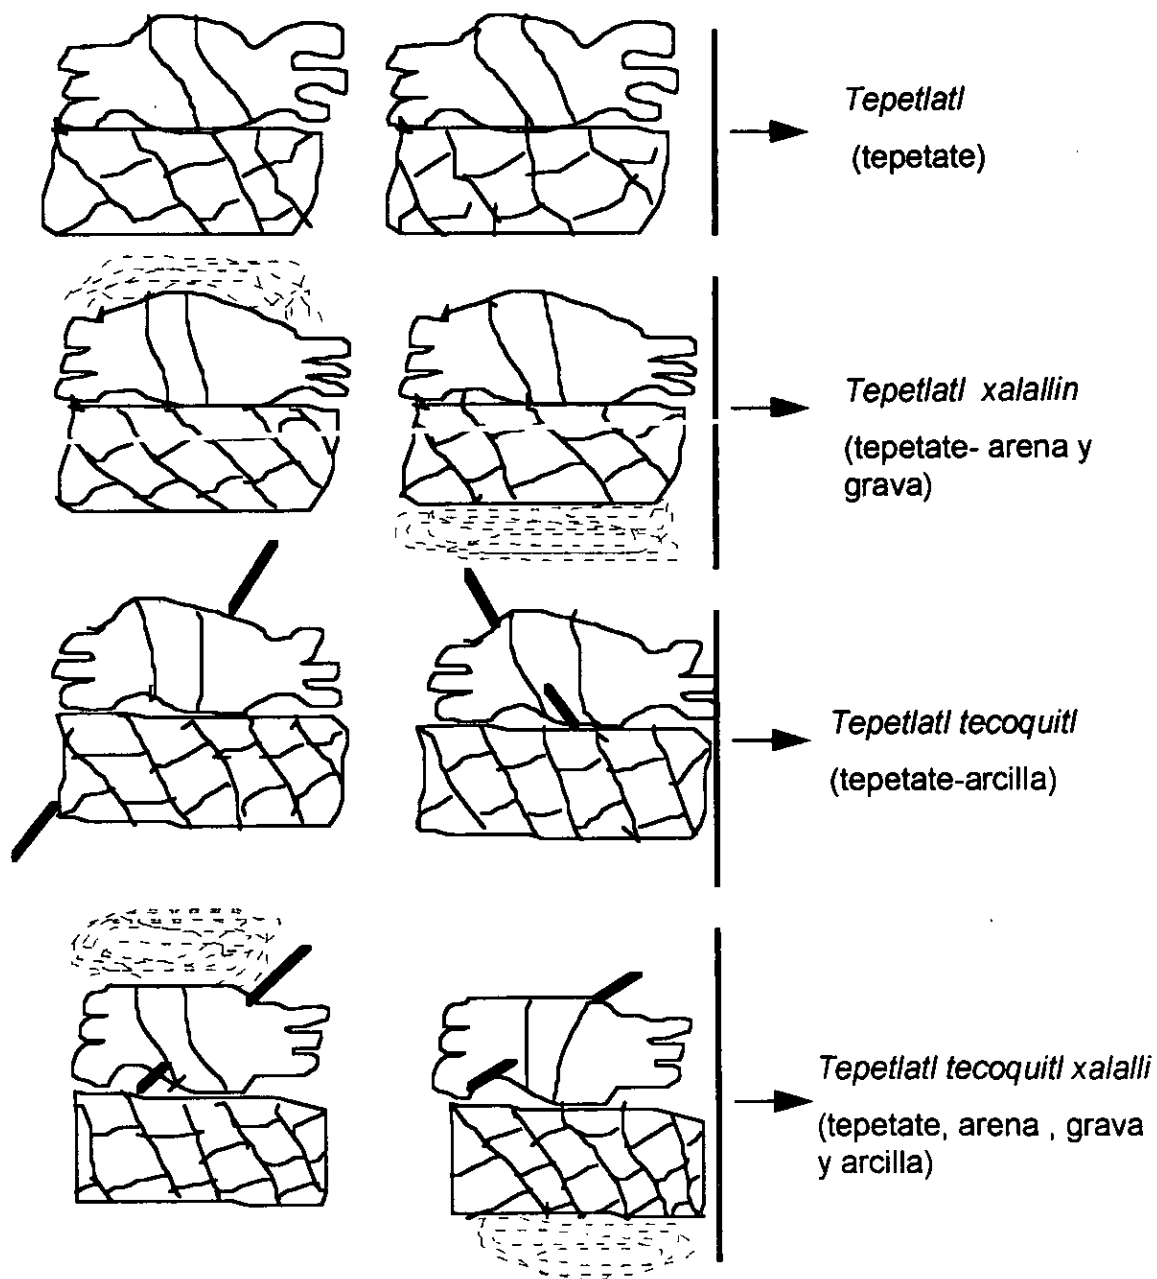 Tepetlatl
(tepetate)
Tepetlatl xalallin
(tepetate- arena y
grava)
Tepetlatl tecoquitl
(tepetate-arcilla)
Tepetlatl tecoquitl xalalli
(tepetate, arena , grava
y arcilla)